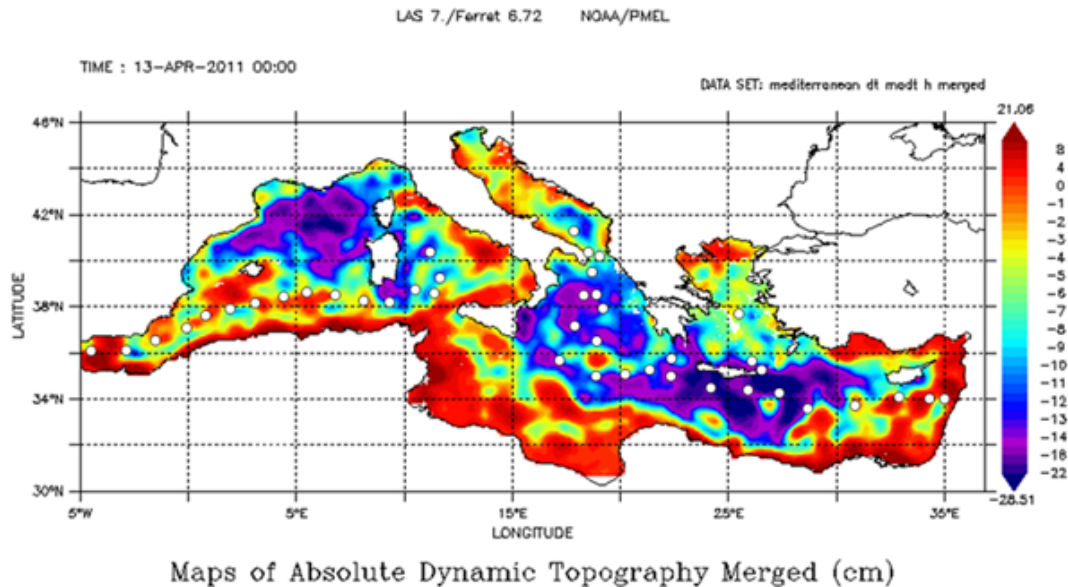 LAS 7./Ferret 6.72 NOAA/PMEL
TIME : 13-APR-2011 00:00
DATA SET: mediterranean dt madt h merged
21.06
46°N
42°N
38°N
34°N
30°N
LATITUDE
8
4
0
-1
-2
-3
-4
-5
-6
-7
-8
-9
-10
-11
-12
-13
-14
-18
-22
-28.51
5°W
5°E
15°E
25°E
35°E
LONGITUDE
Maps of Absolute Dynamic Topography Merged (cm)